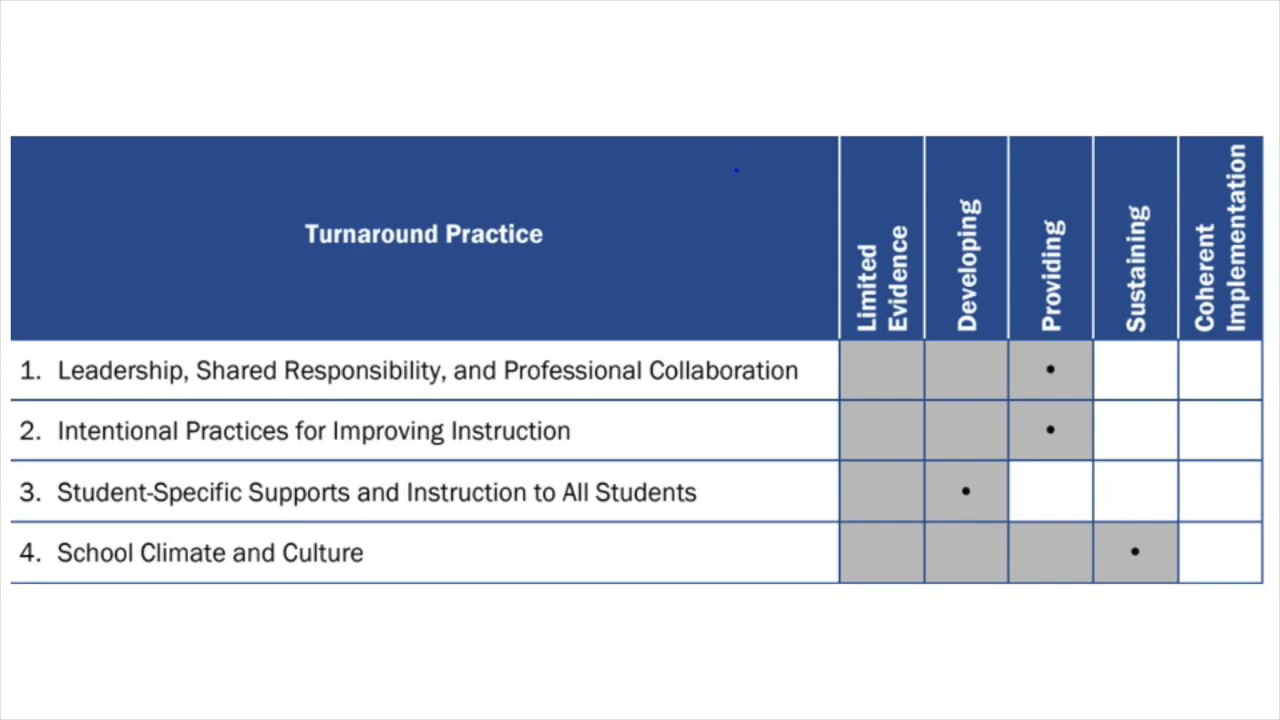 Turnaround Practice
Limited
Evidence
Developing
Providing
Sustaining
Coherent
Implementation
1. Leadership, Shared Responsibility, and Professional Collaboration
2. Intentional Practices for Improving Instruction
3. Student-Specific Supports and Instruction to All Students
4. School Climate and Culture